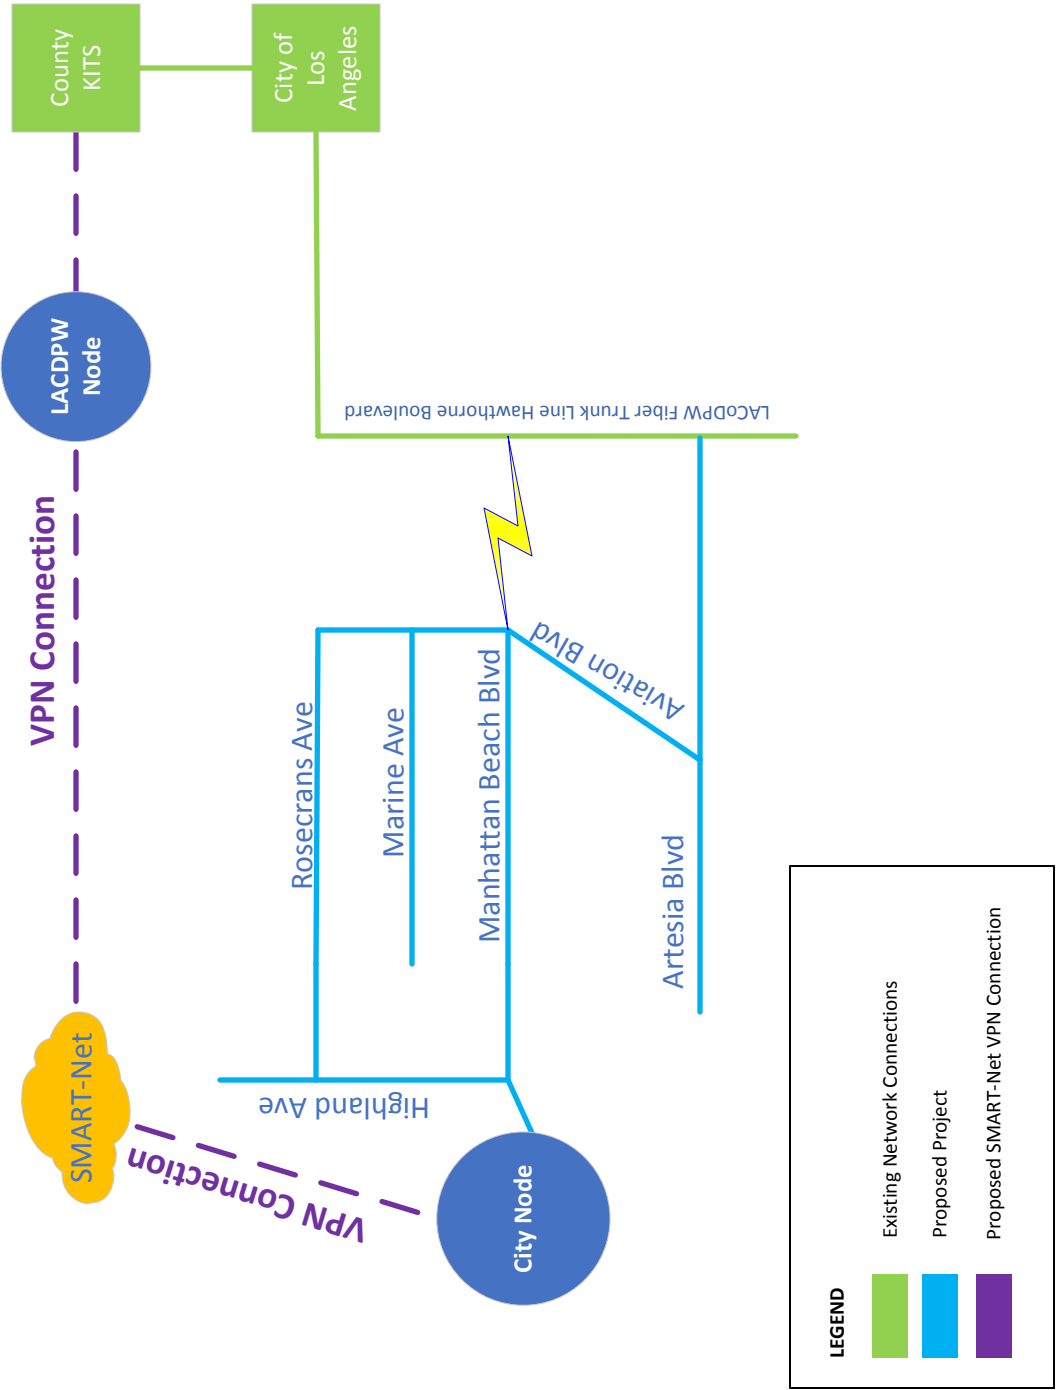 SMART-Net
VPN Connection
LACDPW
Node
County
KITS
City of
Los
Angeles
VPN Connection
Highland Ave
Rosecrans Ave
Marine Ave
Manhattan Beach Blvd
Aviation Blvd
Artesia Blvd
LACoDPW Fiber Trunk Line Hawthorne Boulevard
City Node
LEGEND
Existing Network Connections
Proposed Project
Proposed SMART-Net VPN Connection